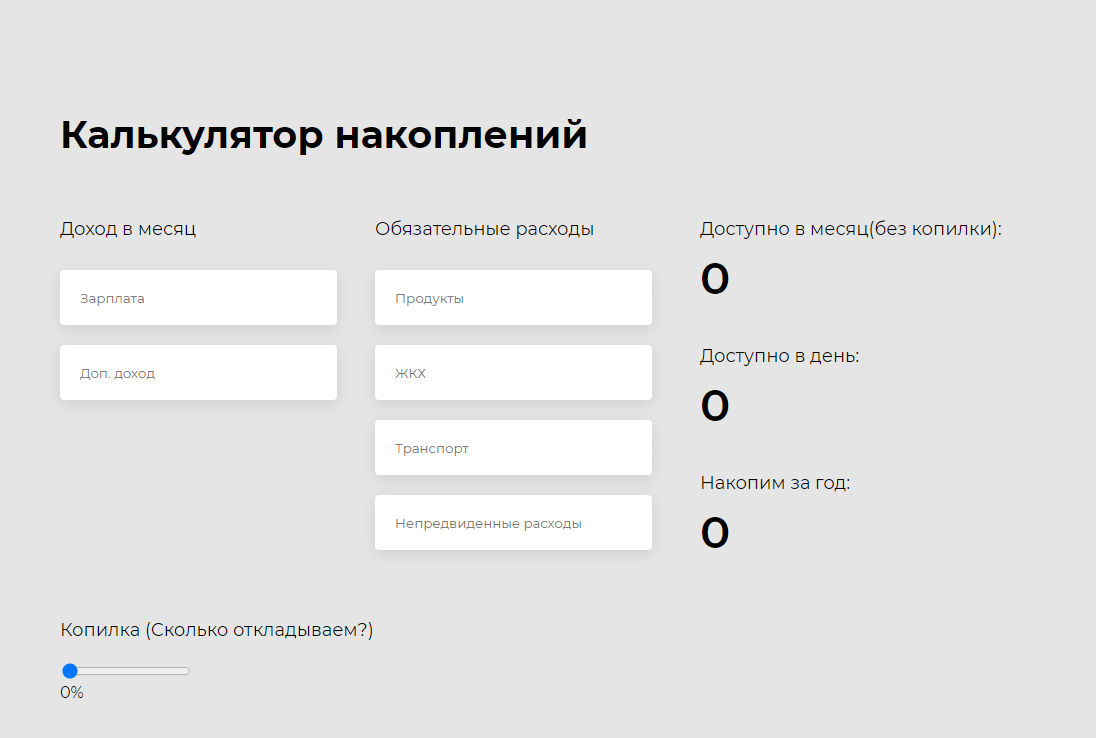 Калькулятор накоплений
Доход в месяц
Зарплата
Доп. доход
Обязательные расходы
Продукты
ЖКХ
Транспорт
Непредвиденные расходы
Доступно в месяц(без копилки):
0
Доступно в день:
0
Накопим за год:
0
Копилка (Сколько откладываем?)
0%